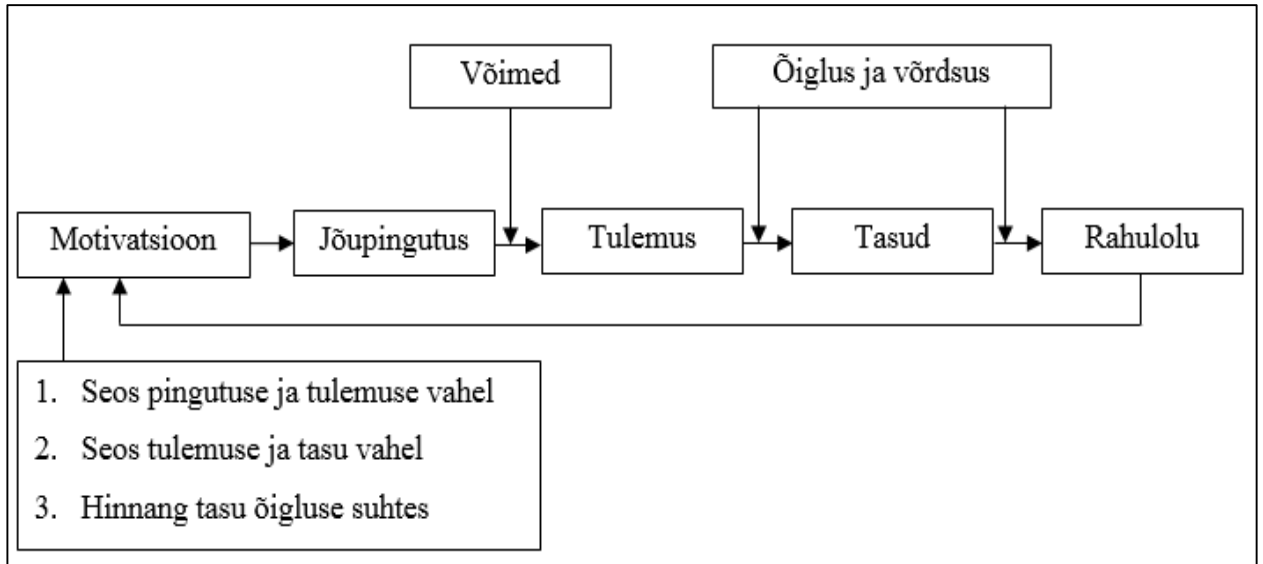 Võimed
Õiglus ja võrdsus
Motivatsioon
Jõupingutus
Tulemus
Tasud
Rahulolu
1. Seos pingutuse ja tulemuse vahel
2. Seos tulemuse ja tasu vahel
3. Hinnang tasu õigluse suhtes